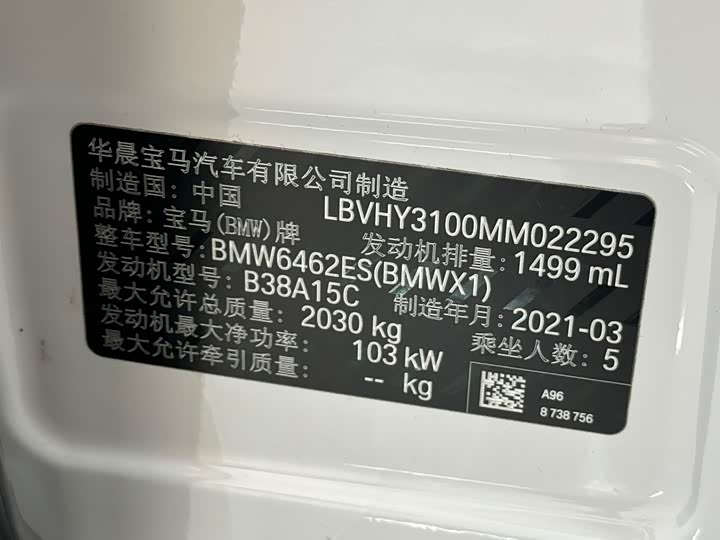 华晨宝马汽车有限公司制造
制造国: 中国 LBVHY3100MM022295
品牌: 宝马(BMW)牌 发动机排量: 1499 mL
整车型号: BMW6462ES(BMWX1)
发动机型号: B38A15C 制造年月: 2021-03
最大允许总质量: 2030 kg 乘坐人数: 5
发动机最大净功率: 103 kW
最大允许牵引质量: -- kg
A96
8 738 756